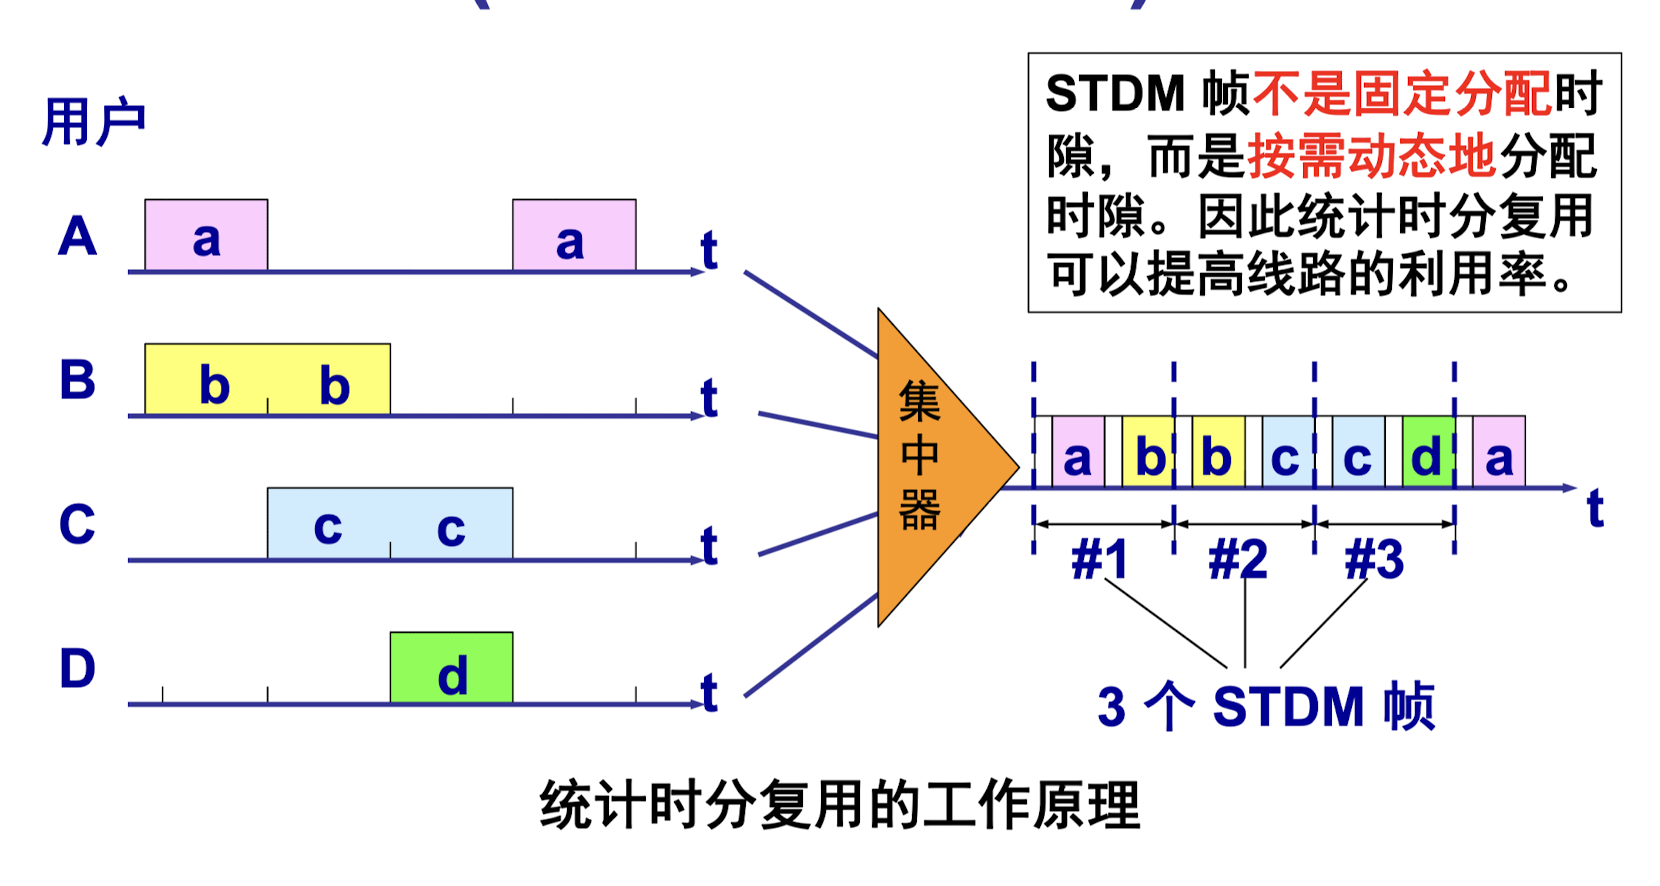 用户
STDM 帧不是固定分配时
隙，而是按需动态地分配
时隙。因此统计时分复用
可以提高线路的利用率。
A a a t
B b b t
C c c t
D d t
集
中
器
a b b c c d a
t
#1 #2 #3
3 个 STDM 帧
统计时分复用的工作原理